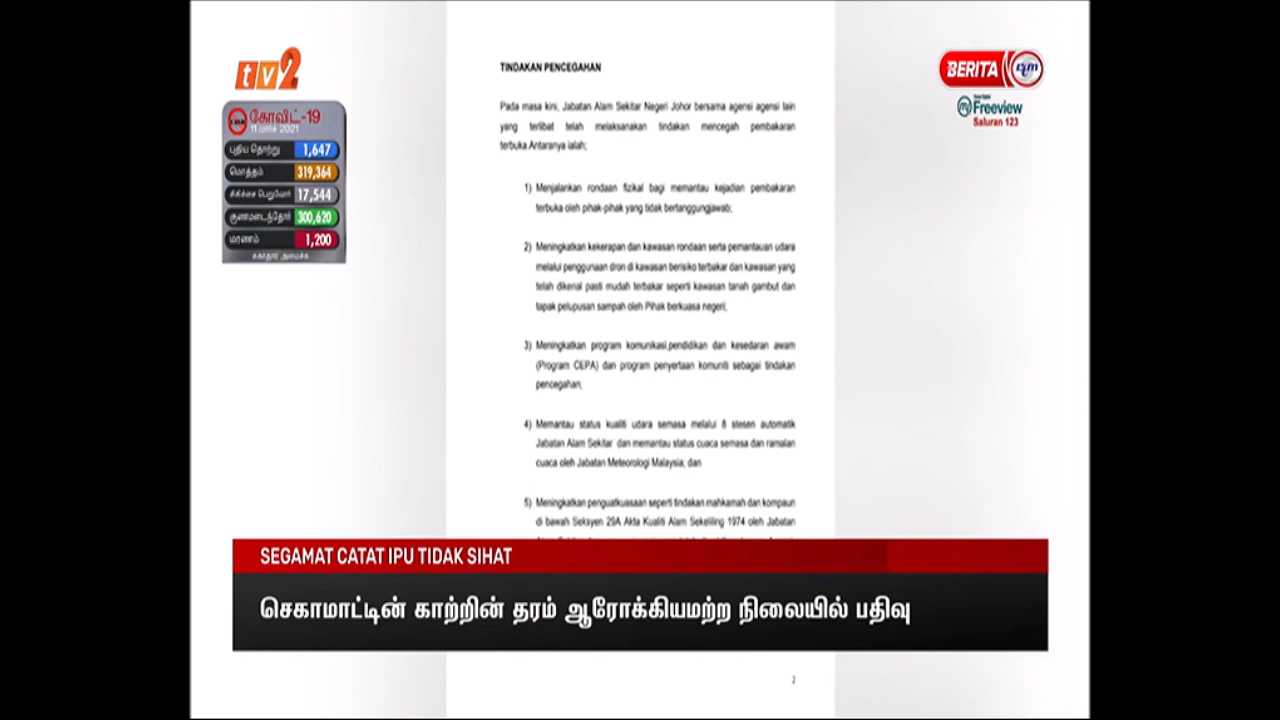 tv2
கோவிட்-19
11 மார்ச் 2021
புதிய தொற்று 1,647
மொத்தம் 319,364
சிகிச்சை பெறுவோர் 17,544
குணமடைந்தோர் 300,620
மரணம் 1,200
சுகாதார அமைச்சு
BERITA rtm
Freeview
Saluran 123
TINDAKAN PENCEGAHAN
Pada masa kini, Jabatan Alam Sekitar Negeri Johor bersama agensi agensi lain
yang terlibat telah melaksanakan tindakan mencegah pembakaran
terbuka.Antaranya ialah;
1) Menjalankan rondaan fizikal bagi memantau kejadian pembakaran
terbuka oleh pihak-pihak yang tidak bertanggungjawab;
2) Meningkatkan kekerapan dan kawasan rondaan serta pemantauan udara
melalui penggunaan dron di kawasan berisiko terbakar dan kawasan yang
telah dikenal pasti mudah terbakar seperti kawasan tanah gambut dan
tapak pelupusan sampah oleh Pihak berkuasa negeri;
3) Meningkatkan program komunikasi,pendidikan dan kesedaran awam
(Program CEPA) dan program penyertaan komuniti sebagai tindakan
pencegahan;
4) Memantau status kualiti udara semasa melalui 8 stesen automatik
Jabatan Alam Sekitar dan memantau status cuaca semasa dan ramalan
cuaca oleh Jabatan Meteorologi Malaysia; dan
5) Meningkatkan penguatkuasaan seperti tindakan mahkamah dan kompaun
di bawah Seksyen 29A Akta Kualiti Alam Sekeliling 1974 oleh Jabatan
SEGAMAT CATAT IPU TIDAK SIHAT
செகாமாட்டின் காற்றின் தரம் ஆரோக்கியமற்ற நிலையில் பதிவு
2